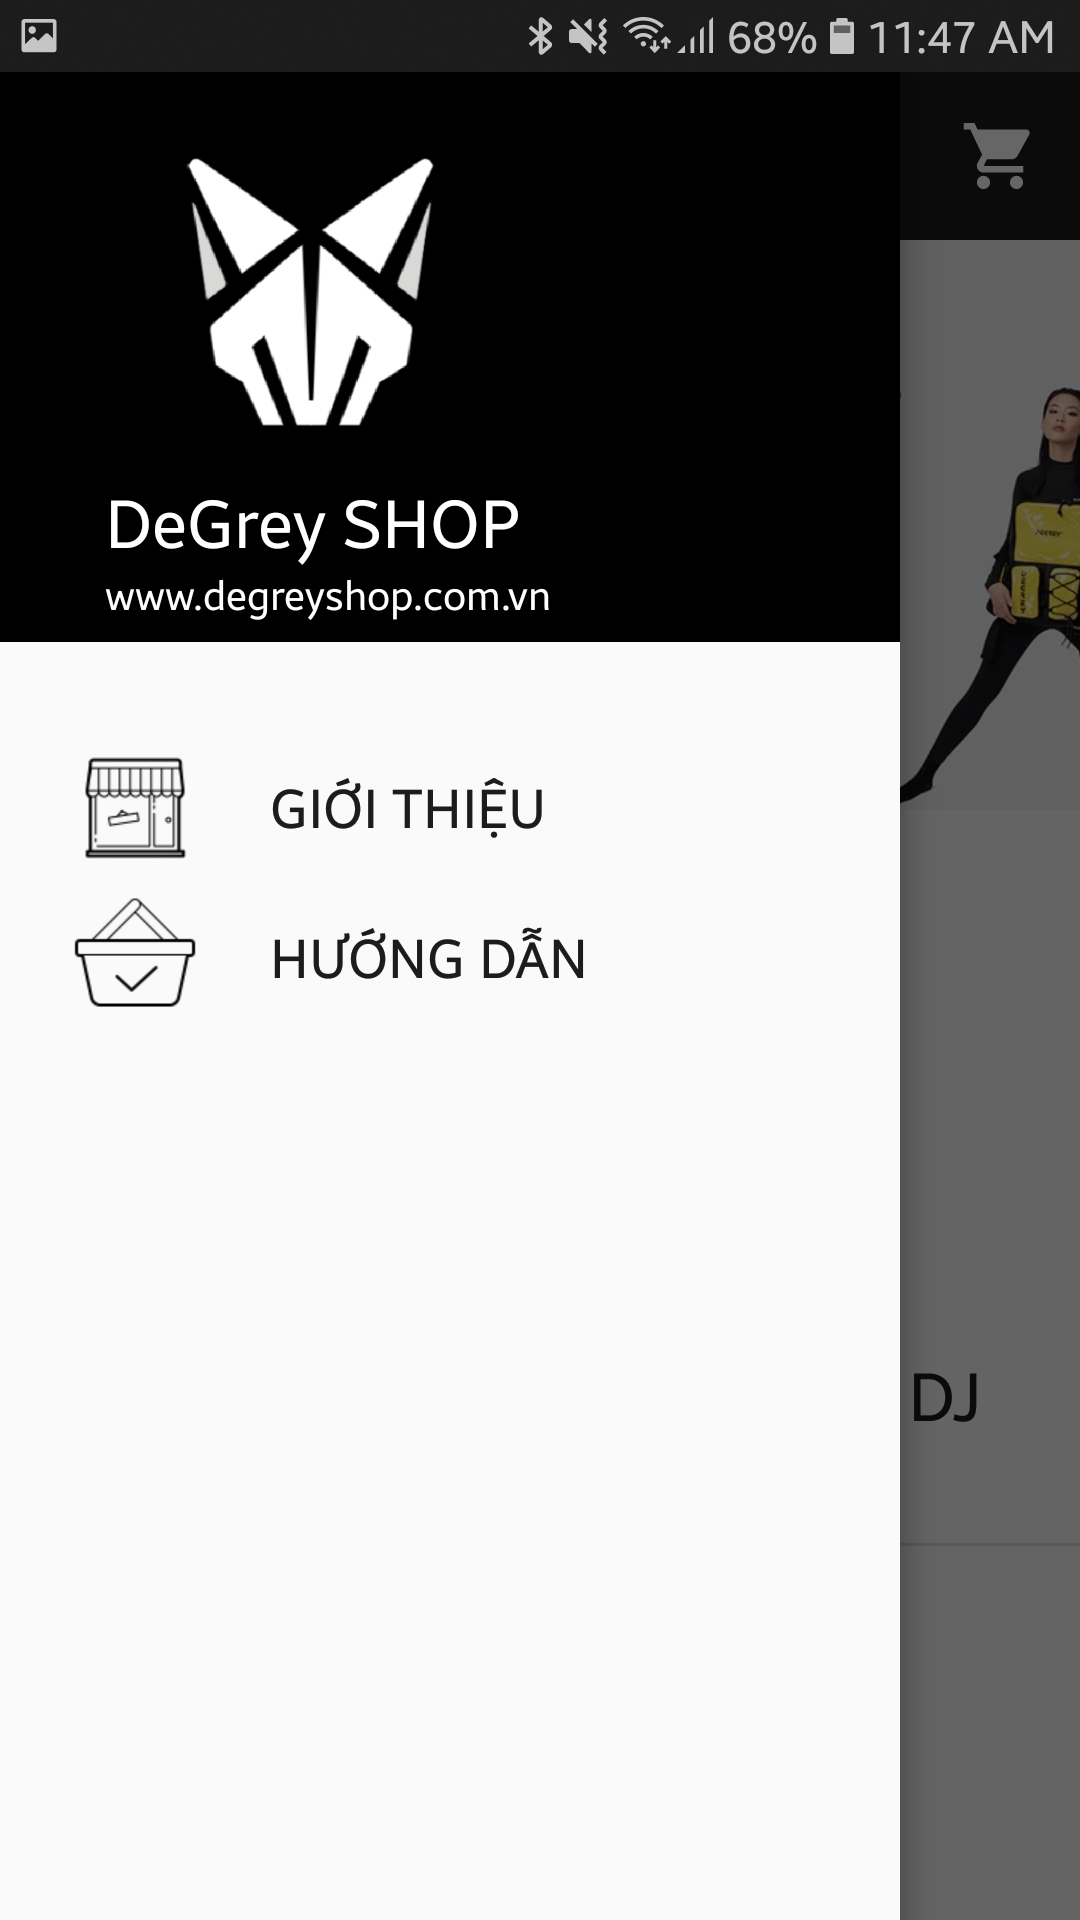 68% 11:47 AM
DeGrey SHOP
www.degreyshop.com.vn
GIỚI THIỆU
HƯỚNG DẪN
DJ